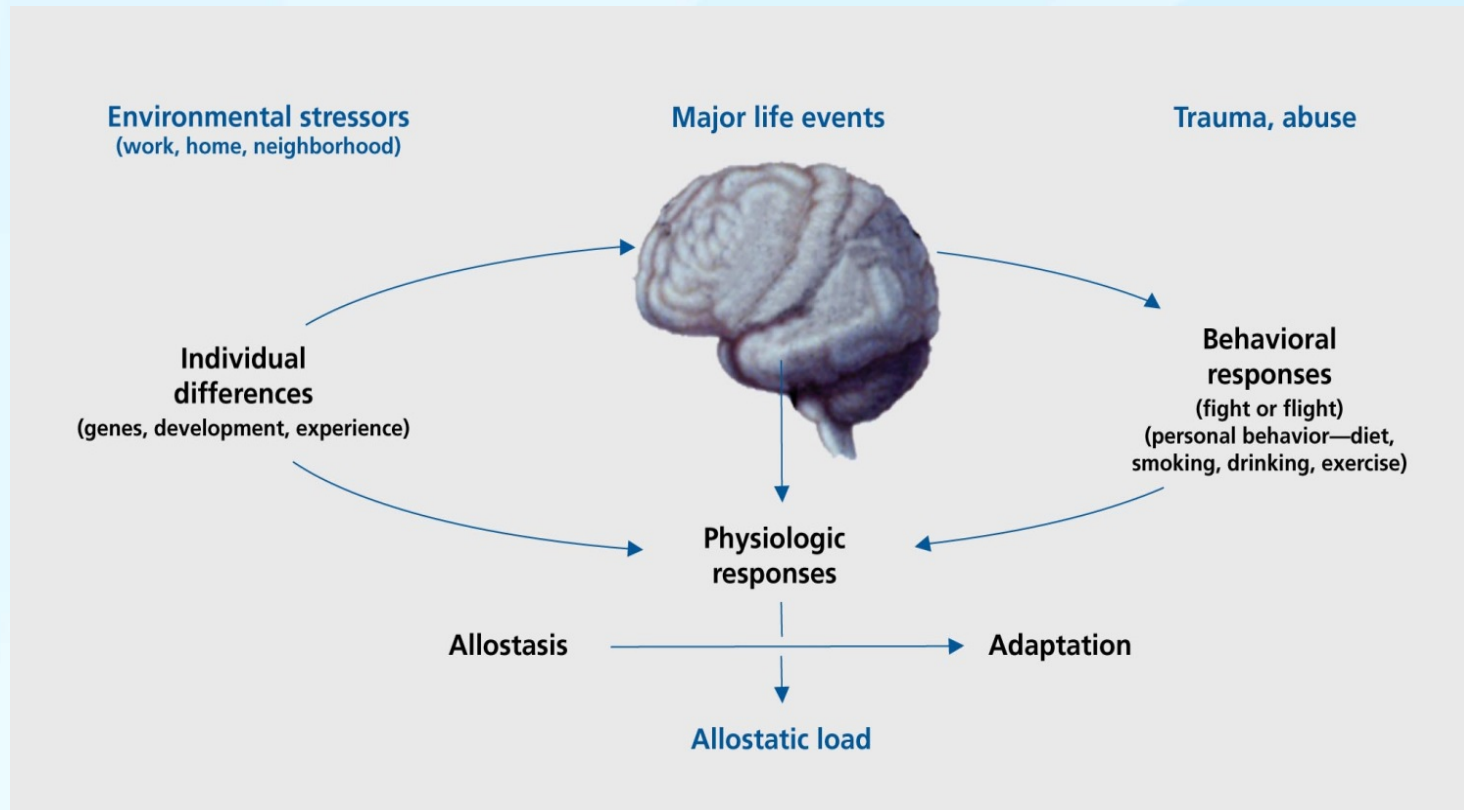 Environmental stressors
(work, home, neighborhood)
Major life events
Trauma, abuse
Individual
differences
(genes, development, experience)
Behavioral
responses
(fight or flight)
(personal behavior—diet,
smoking, drinking, exercise)
Physiologic
responses
Allostasis
Adaptation
Allostatic load